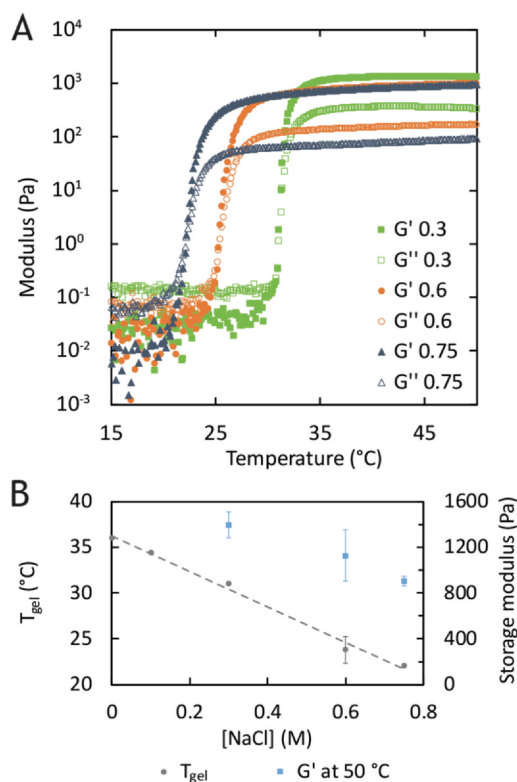 A
10⁴
10³
10²
10¹
10⁰
10⁻¹
10⁻²
10⁻³
Modulus (Pa)
G' 0.3
G'' 0.3
G' 0.6
G'' 0.6
G' 0.75
G'' 0.75
15 25 35 45
Temperature (°C)
B
40
35
30
25
20
T_gel (°C)
1600
1200
800
400
0
Storage modulus (Pa)
0 0.2 0.4 0.6 0.8
[NaCl] (M)
T_gel G' at 50 °C